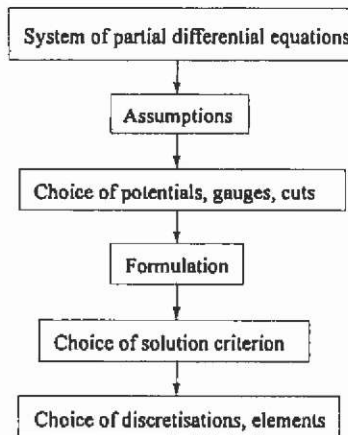 System of partial differential equations
Assumptions
Choice of potentials, gauges, cuts
Formulation
Choice of solution criterion
Choice of discretisations, elements